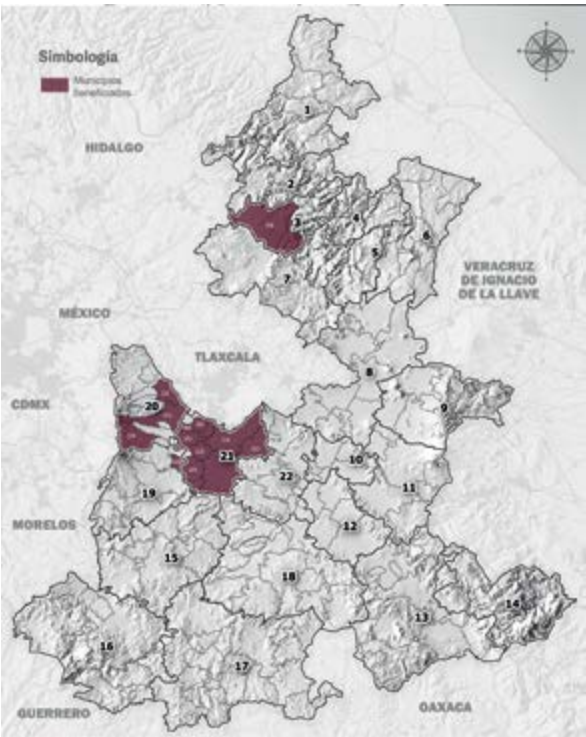 Simbología
Municipios
beneficiados
HIDALGO
1
2
3
4
5
6
7
VERACRUZ
DE IGNACIO
DE LA LLAVE
MÉXICO
TLAXCALA
8
CDMX
20
9
21
10
22
11
19
12
MORELOS
15
18
14
13
16
17
GUERRERO
OAXACA